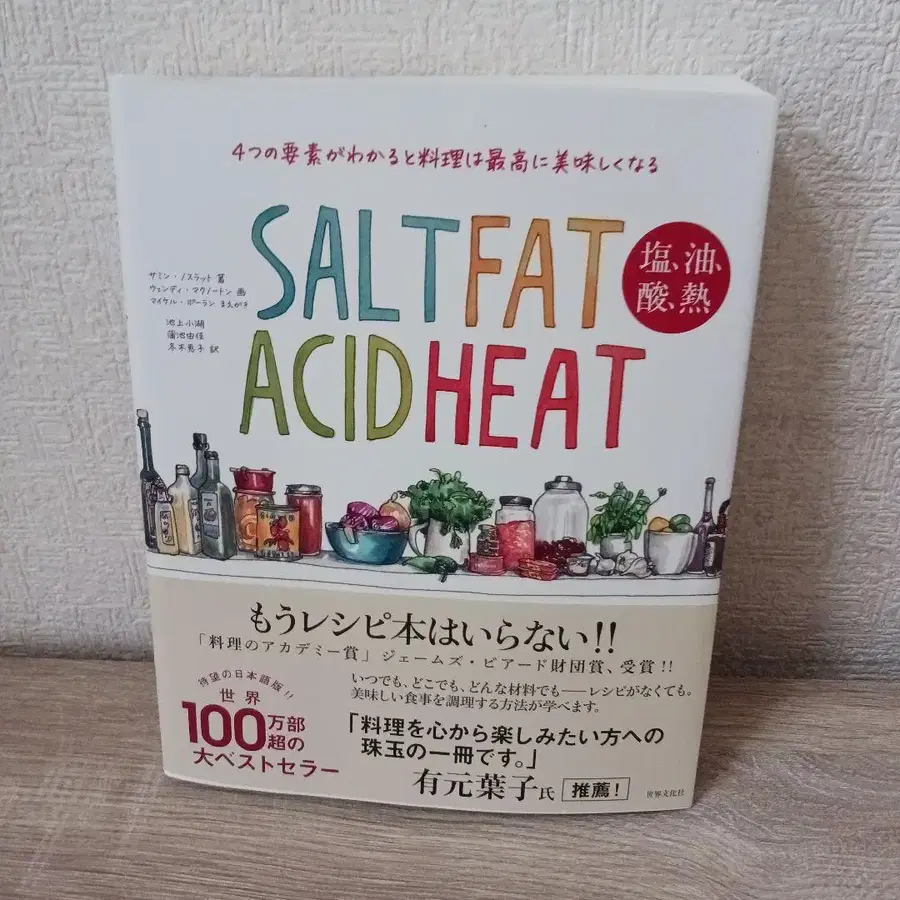 4つの要素がわかると料理は最高に美味しくなる
SALT FAT
ACID HEAT
塩、油、
酸、熱
サミン・ノスラット 著
ウェンディ・マクノートン 画
マイケル・ポーラン まえがき
池上小湖
蒲池由佳
冬木恵子 訳
もうレシピ本はいらない!!
「料理のアカデミー賞」ジェームズ・ビアード財団賞、受賞!!
待望の日本語版!!
世界
100万部
超の
大ベストセラー
いつでも、どこでも、どんな材料でも——レシピがなくても。
美味しい食事を調理する方法が学べます。
「料理を心から楽しみたい方への
珠玉の一冊です。」
有元葉子氏 推薦!
世界文化社